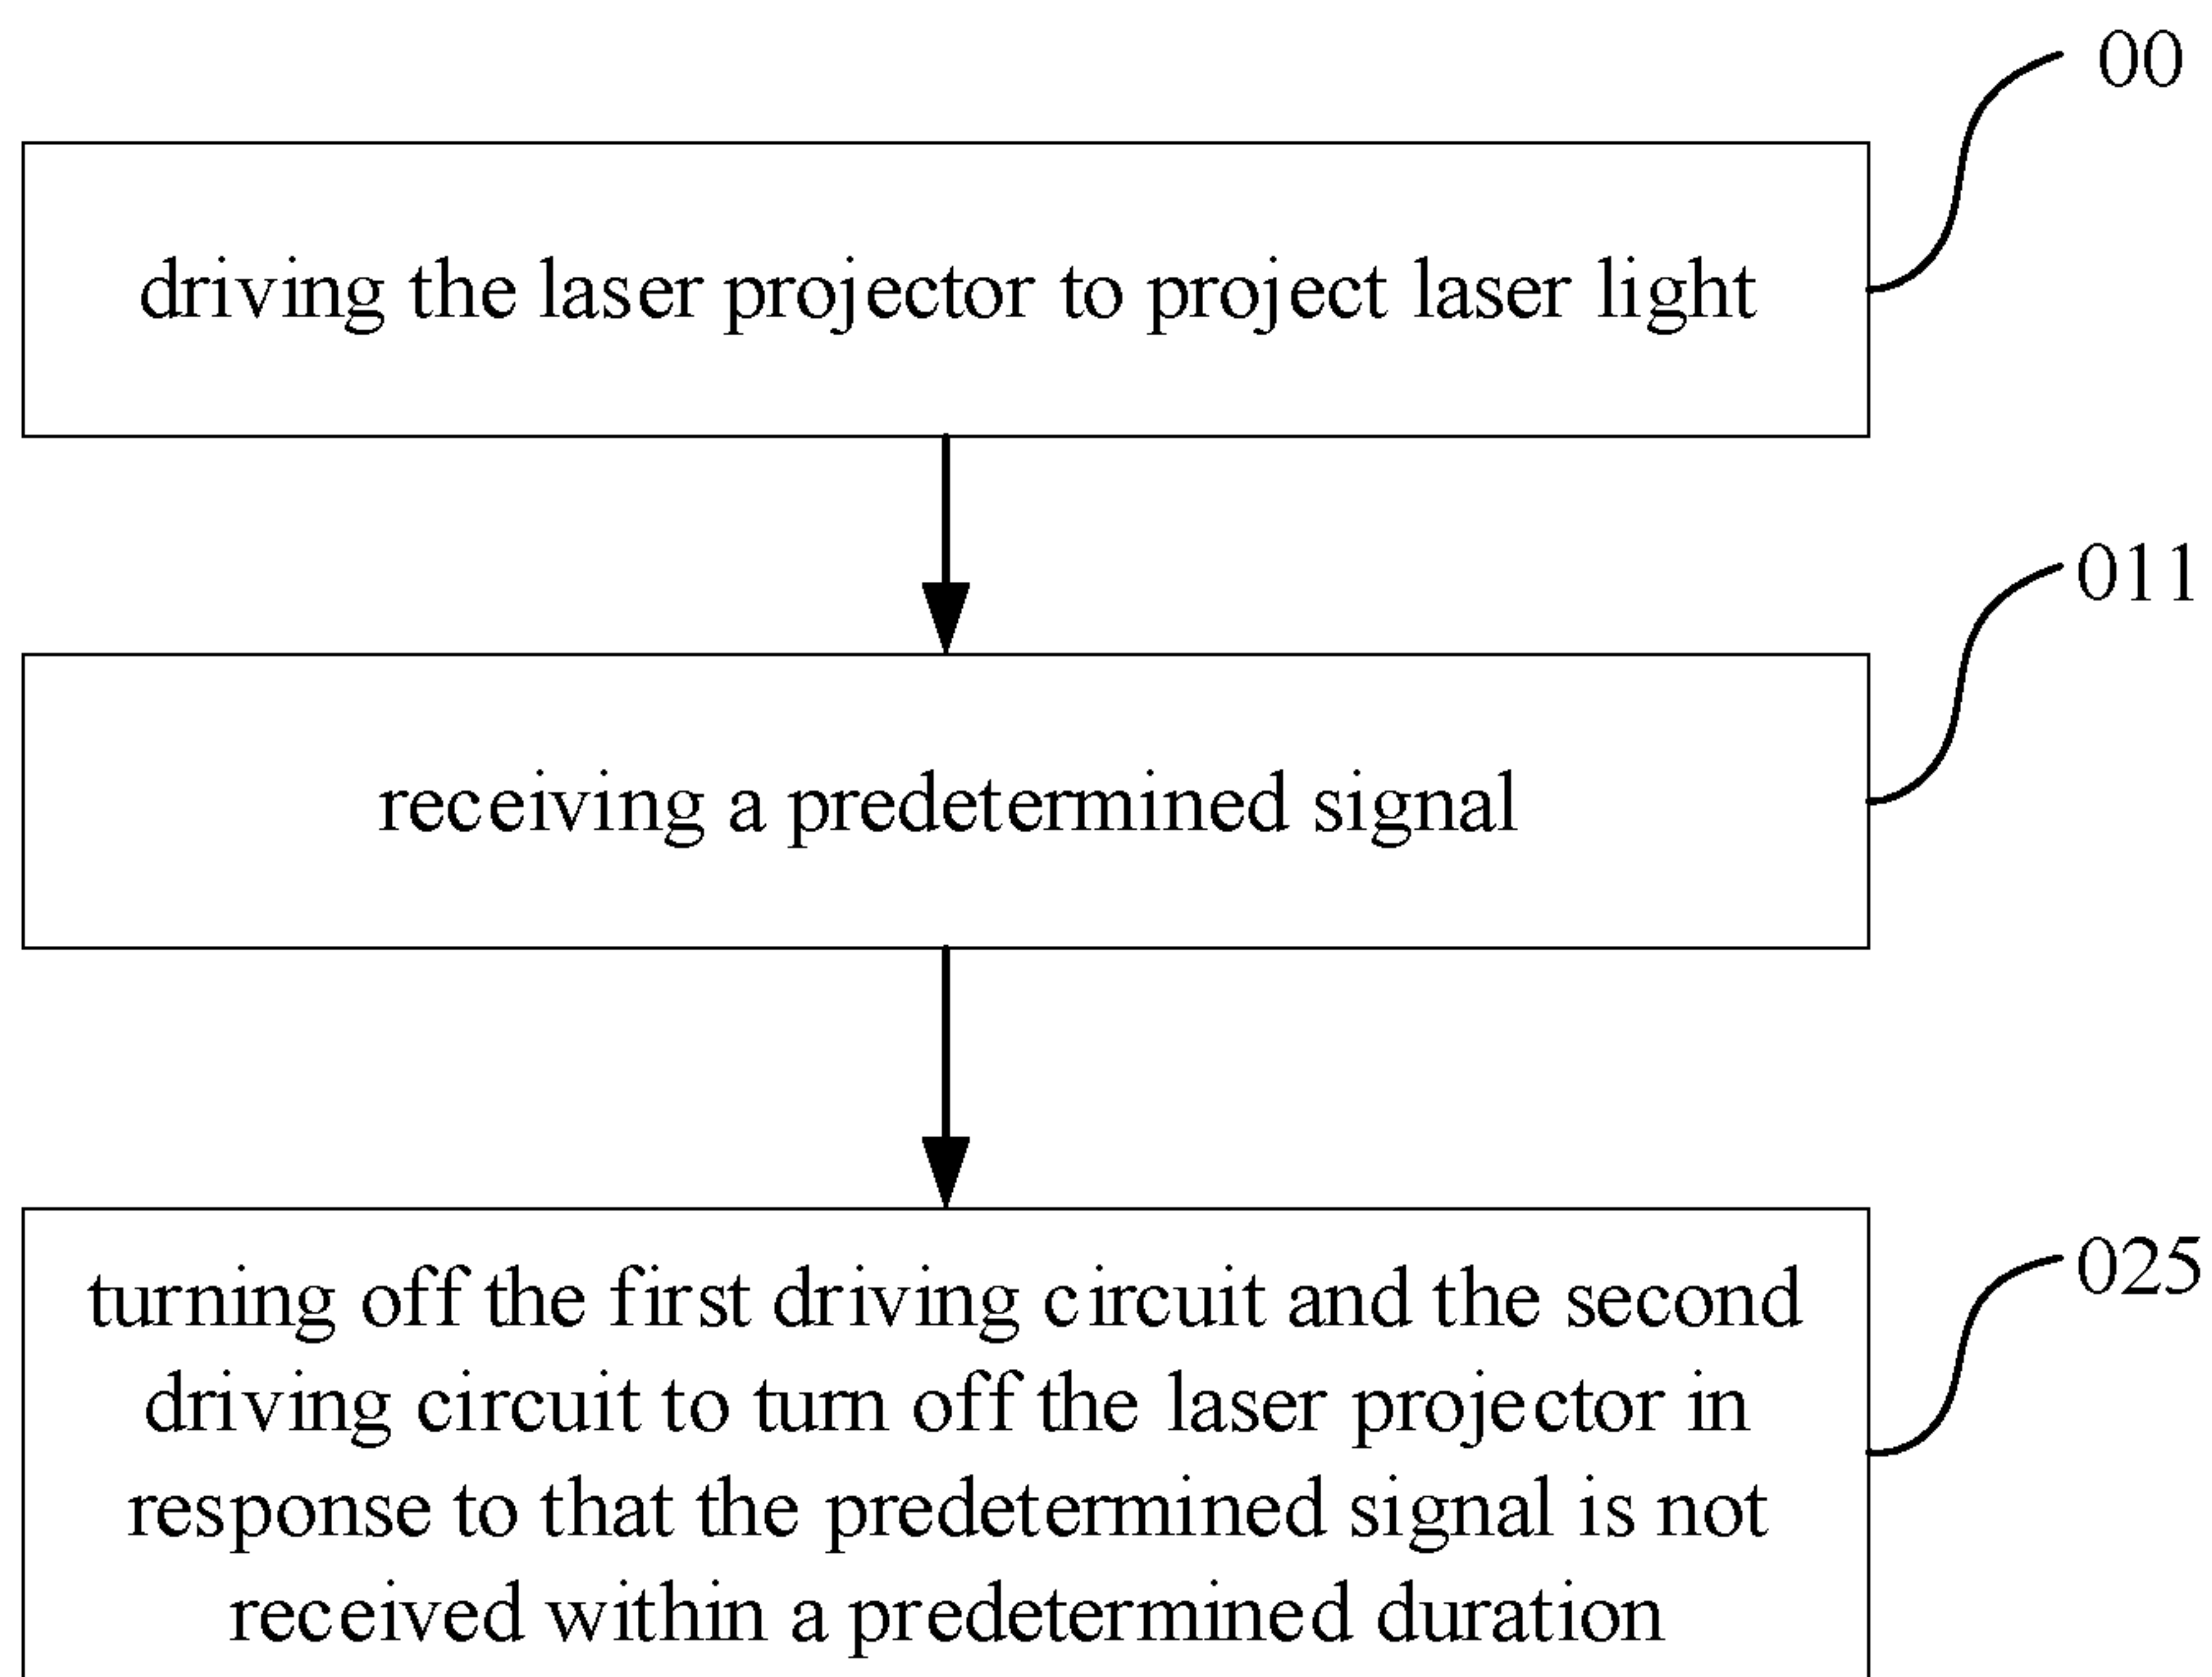 00
driving the laser projector to project laser light
011
receiving a predetermined signal
025
turning off the first driving circuit and the second
driving circuit to turn off the laser projector in
response to that the predetermined signal is not
received within a predetermined duration